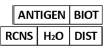 ANTIGEN BIOT
RCNS H₂O DIST